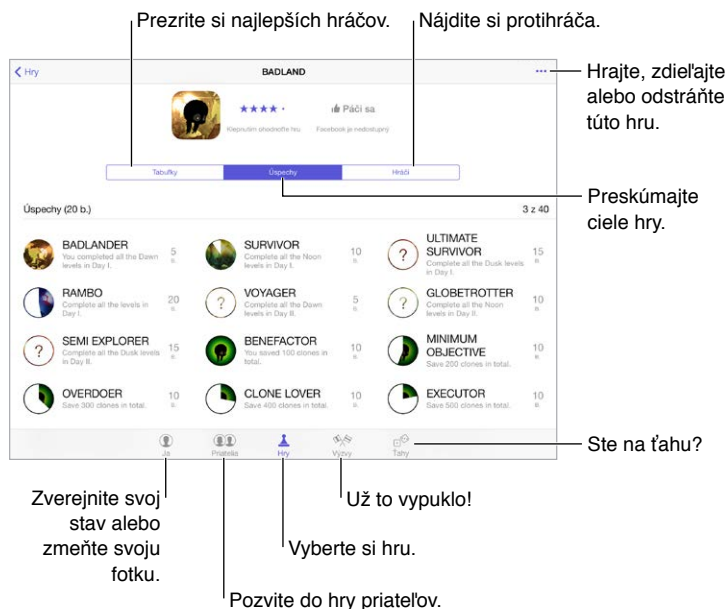 Prezrite si najlepších hráčov.
Nájdite si protihráča.
Hry
BADLAND
Hrajte, zdieľajte
alebo odstráňte
túto hru.
Páči sa
Klepnutím ohodnoťte hru
Facebook je nedostupný
Tabuľky
Úspechy
Hráči
Preskúmajte
ciele hry.
Úspechy (20 b.)
3 z 40
BADLANDER
You completed all the Dawn
levels in Day I.
5
B.
SURVIVOR
Complete all the Noon
levels in Day I.
10
B.
ULTIMATE
SURVIVOR
Complete all the Dusk levels
in Day I.
15
B.
RAMBO
Complete all the levels in
Day I.
20
B.
VOYAGER
Complete all the Dawn
levels in Day II.
5
B.
GLOBETROTTER
Complete all the Noon
levels in Day II.
10
B.
SEMI EXPLORER
Complete all the Dusk levels
in Day II.
15
B.
BENEFACTOR
You saved 100 clones in
total.
10
B.
MINIMUM
OBJECTIVE
Save 200 clones in total.
10
B.
OVERDOER
Save 300 clones in total.
10
B.
CLONE LOVER
Save 400 clones in total.
10
B.
EXECUTOR
Save 500 clones in total.
10
B.
Ja
Priatelia
Hry
Výzvy
Ťahy
Ste na ťahu?
Zverejnite svoj
stav alebo
zmeňte svoju
fotku.
Už to vypuklo!
Vyberte si hru.
Pozvite do hry priateľov.